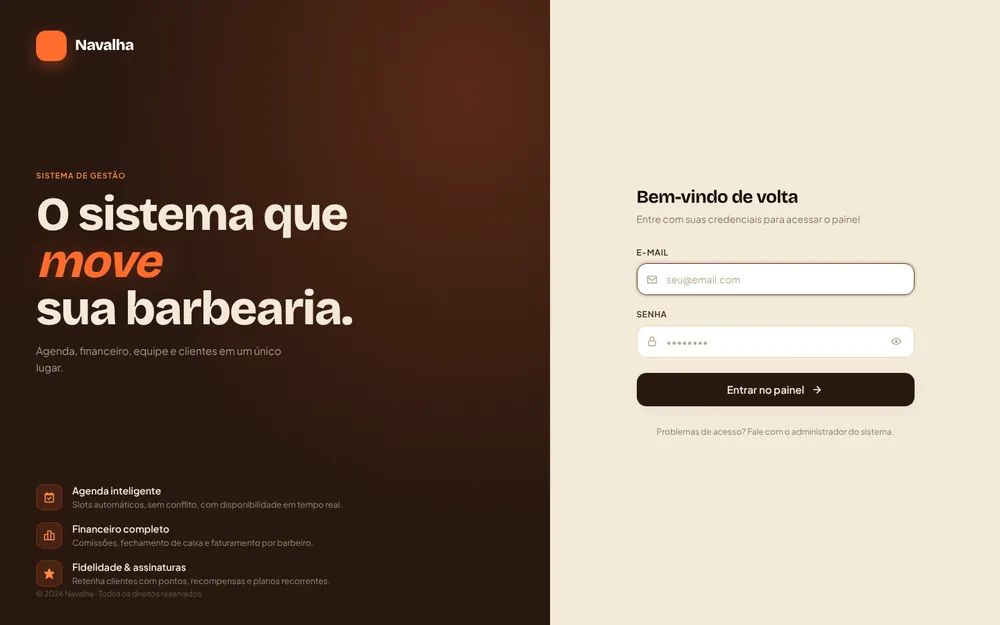 Navalha
SISTEMA DE GESTÃO
O sistema que
move
sua barbearia.
Agenda, financeiro, equipe e clientes em um único
lugar.
Agenda inteligente
Slots automáticos, sem conflito, com disponibilidade em tempo real.
Financeiro completo
Comissões, fechamento de caixa e faturamento por barbeiro.
Fidelidade & assinaturas
Retenha clientes com pontos, recompensas e planos recorrentes.
© 2026 Navalha · Todos os direitos reservados
Bem-vindo de volta
Entre com suas credenciais para acessar o painel
E-MAIL
seu@email.com
SENHA
••••••••
Entrar no painel →
Problemas de acesso? Fale com o administrador do sistema.